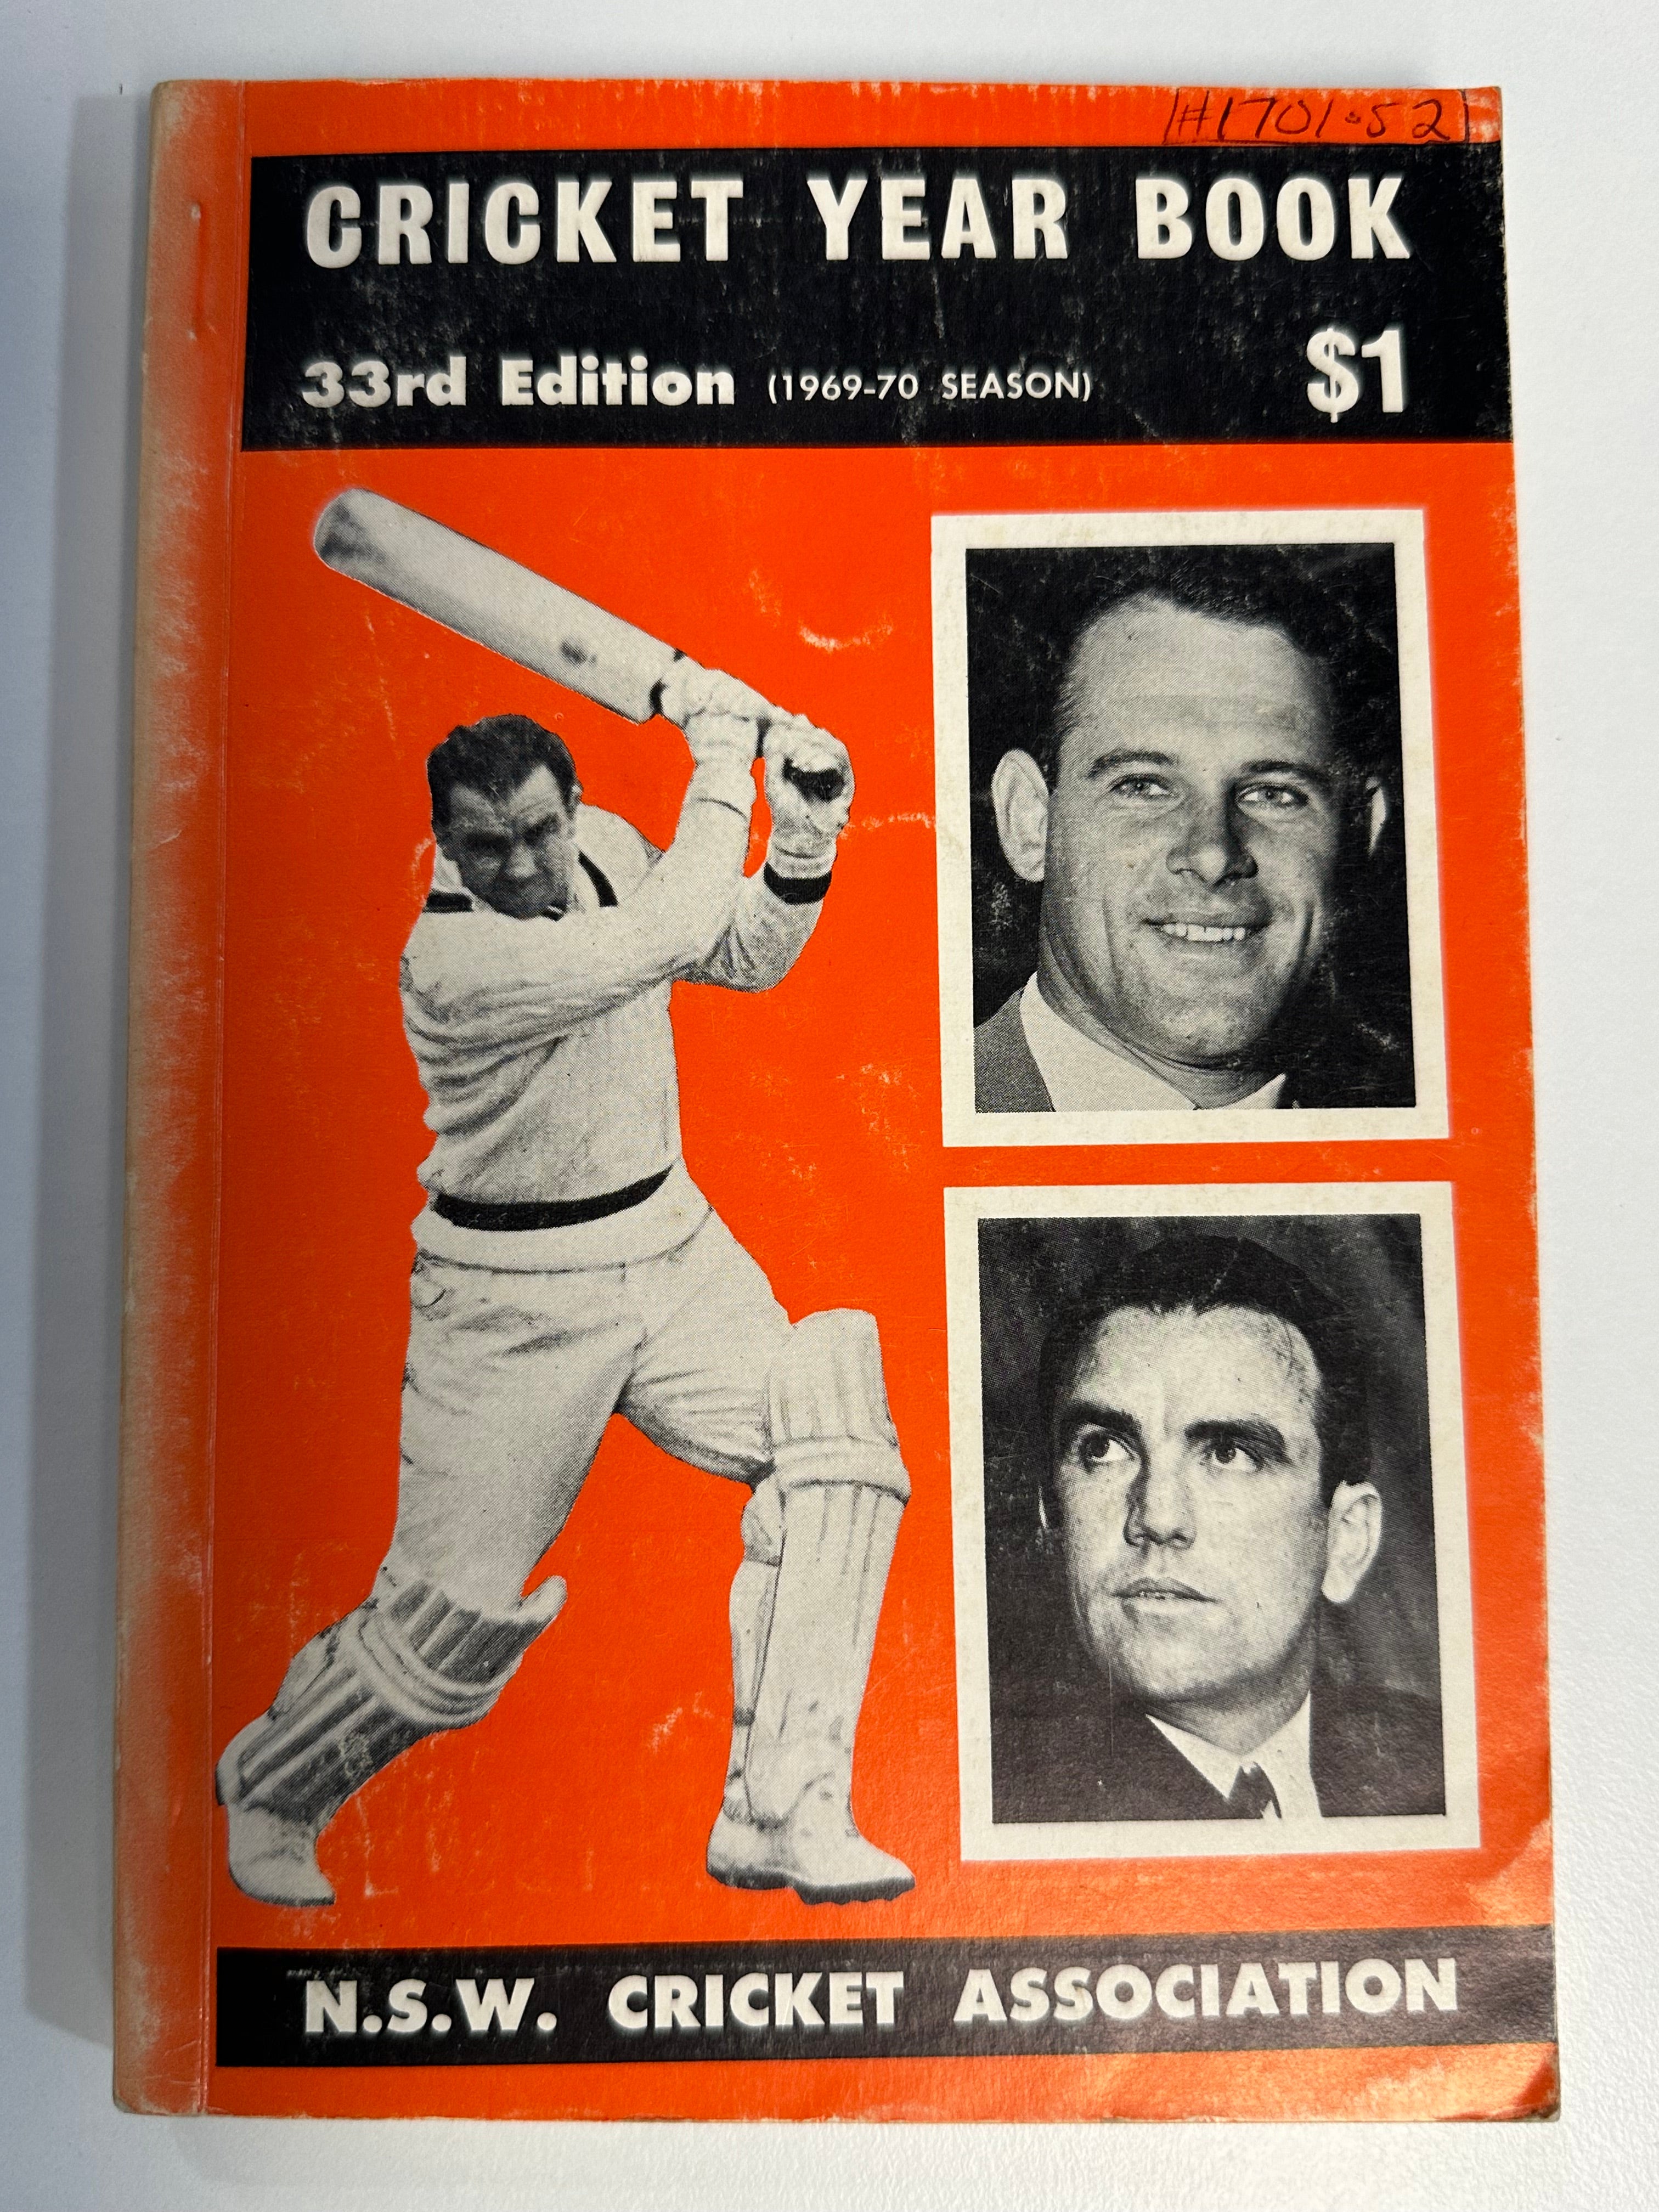 #1701.52
CRICKET YEAR BOOK
33rd Edition (1969-70 SEASON) $1
N.S.W. CRICKET ASSOCIATION